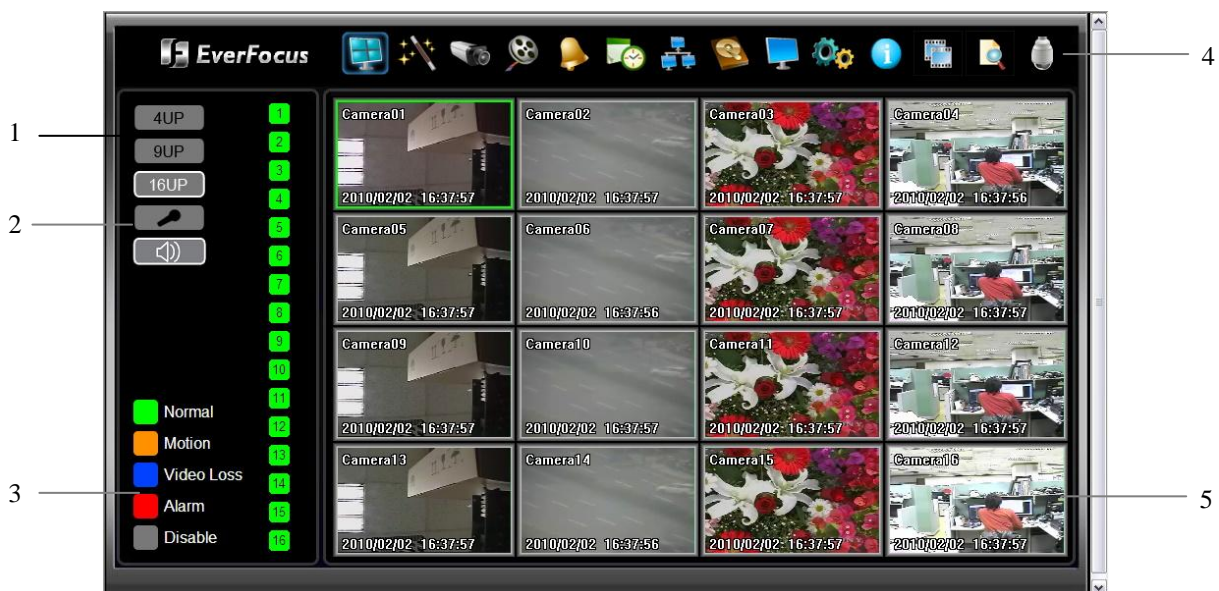 EverFocus
4
1
4UP
9UP
16UP
2
3
Normal
Motion
Video Loss
Alarm
Disable
1
2
3
4
5
6
7
8
9
10
11
12
13
14
15
16
Camera01
2010/02/02 16:37:57
Camera02
2010/02/02 16:37:57
Camera03
2010/02/02 16:37:57
Camera04
2010/02/02 16:37:56
Camera05
2010/02/02 16:37:57
Camera06
2010/02/02 16:37:56
Camera07
2010/02/02 16:37:57
Camera08
2010/02/02 16:37:57
Camera09
2010/02/02 16:37:57
Camera10
2010/02/02 16:37:57
Camera11
2010/02/02 16:37:57
Camera12
2010/02/02 16:37:57
Camera13
2010/02/02 16:37:57
Camera14
2010/02/02 16:37:56
Camera15
2010/02/02 16:37:57
Camera16
2010/02/02 16:37:57
5